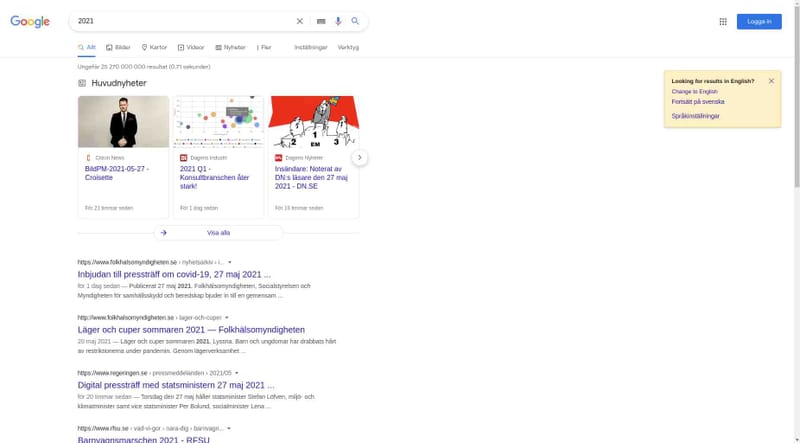 Google
2021
Logga in
Allt
Bilder
Kartor
Videor
Nyheter
Fler
Inställningar
Verktyg
Ungefär 25 270 000 000 resultat (0,71 sekunder)
Looking for results in English?
Change to English
Fortsätt på svenska
Språkinställningar
Huvudnyheter
Cision News
BildPM-2021-05-27 -
Croisette
För 23 timmar sedan
Dagens industri
2021 Q1 -
Konsultbranschen åter
stark!
För 1 dag sedan
2
1
EM
3
Dagens Nyheter
Insändare: Noterat av
DN:s läsare den 27 maj
2021 - DN.SE
För 16 timmar sedan
Visa alla
https://www.folkhalsomyndigheten.se › nyhetsarkiv › i...
Inbjudan till pressträff om covid-19, 27 maj 2021 ...
för 1 dag sedan — Publicerat 27 maj 2021. Folkhälsomyndigheten, Socialstyrelsen och
Myndigheten för samhällsskydd och beredskap bjuder in till en gemensam ...
http://www.folkhalsomyndigheten.se › lager-och-cuper
Läger och cuper sommaren 2021 — Folkhälsomyndigheten
20 maj 2021 — Läger och cuper sommaren 2021. Lyssna. Barn och ungdomar har drabbats hårt
av restriktionerna under pandemin. Genom lägerverksamhet ...
https://www.regeringen.se › pressmeddelanden › 2021/05
Digital pressträff med statsministern 27 maj 2021 ...
för 20 timmar sedan — Torsdag den 27 maj håller statsminister Stefan Löfven, miljö- och
klimatminister samt vice statsminister Per Bolund, socialminister Lena ...
https://www.rfsu.se › vad-vi-gor › nara-dig › barnvagn...
Barnvagnsmarschen 2021 - RFSU